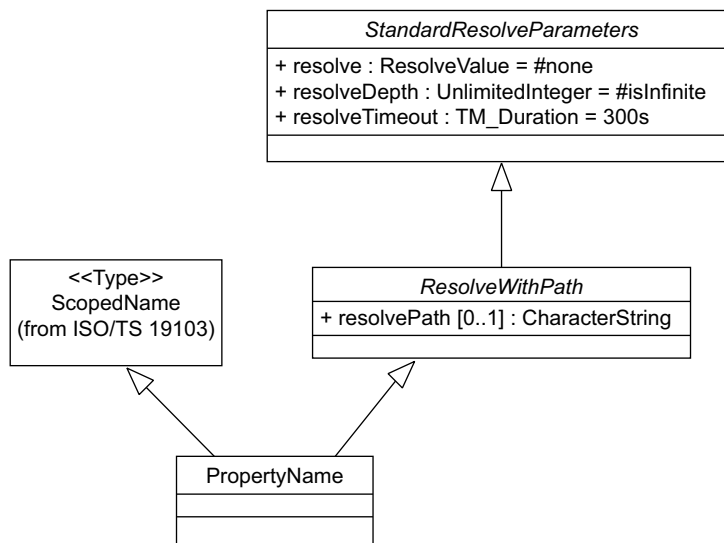 StandardResolveParameters
+ resolve : ResolveValue = #none
+ resolveDepth : UnlimitedInteger = #isInfinite
+ resolveTimeout : TM_Duration = 300s
<<Type>>
ScopedName
(from ISO/TS 19103)
ResolveWithPath
+ resolvePath [0..1] : CharacterString
PropertyName